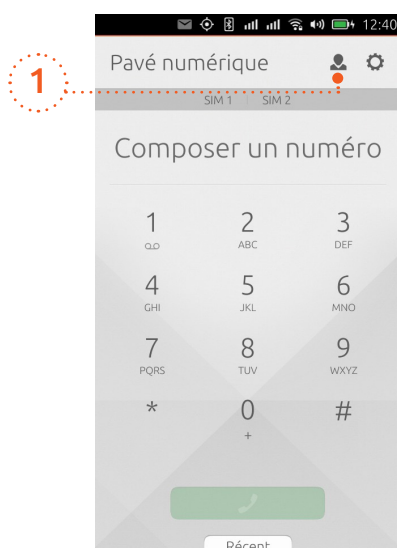 12:40
Pavé numérique
1
SIM 1 SIM 2
Composer un numéro
1 2 3
ABC DEF
4 5 6
GHI JKL MNO
7 8 9
PQRS TUV WXYZ
* 0 #
+
Récent